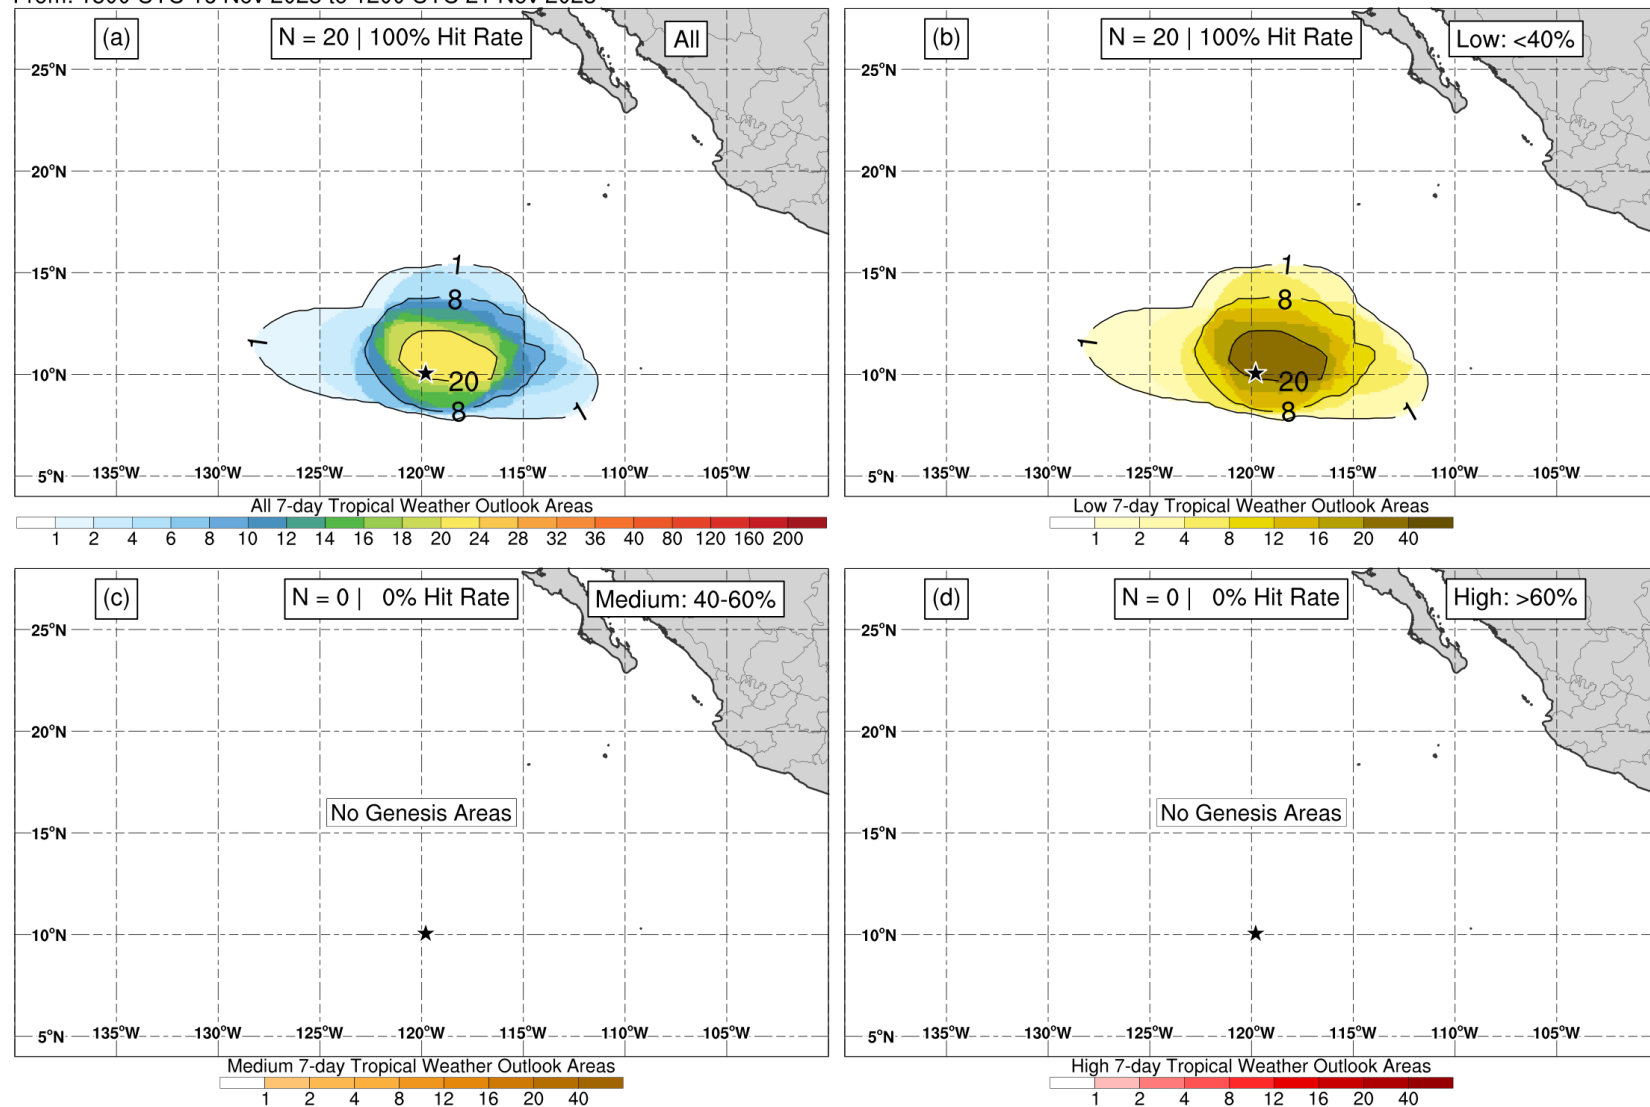 (a) N = 20 | 100% Hit Rate All
25°N
20°N
15°N
10°N
5°N
1
8
1
20
8
1
135°W 130°W 125°W 120°W 115°W 110°W 105°W
All 7-day Tropical Weather Outlook Areas
1 2 4 6 8 10 12 14 16 18 20 24 28 32 36 40 80 120 160 200
(b) N = 20 | 100% Hit Rate Low: <40%
25°N
20°N
15°N
10°N
5°N
1
8
1
20
8
1
135°W 130°W 125°W 120°W 115°W 110°W 105°W
Low 7-day Tropical Weather Outlook Areas
1 2 4 8 12 16 20 40
(c) N = 0 | 0% Hit Rate Medium: 40-60%
25°N
20°N
No Genesis Areas
15°N
10°N
5°N
135°W 130°W 125°W 120°W 115°W 110°W 105°W
Medium 7-day Tropical Weather Outlook Areas
1 2 4 8 12 16 20 40
(d) N = 0 | 0% Hit Rate High: >60%
25°N
20°N
No Genesis Areas
15°N
10°N
5°N
135°W 130°W 125°W 120°W 115°W 110°W 105°W
High 7-day Tropical Weather Outlook Areas
1 2 4 8 12 16 20 40